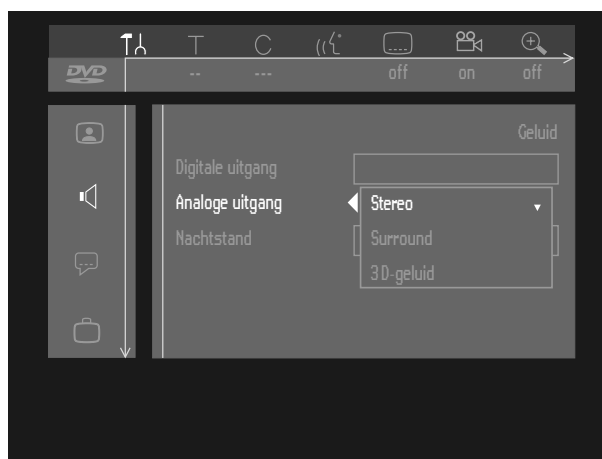 T C
DVD -- --- off on off
Geluid
Digitale uitgang
Analoge uitgang Stereo
Nachtstand Surround
3D-geluid